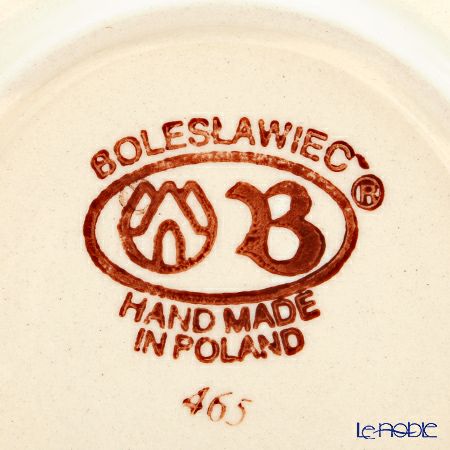 BOLESŁAWIEC
®
B
HAND MADE
IN POLAND
465
Le-noble